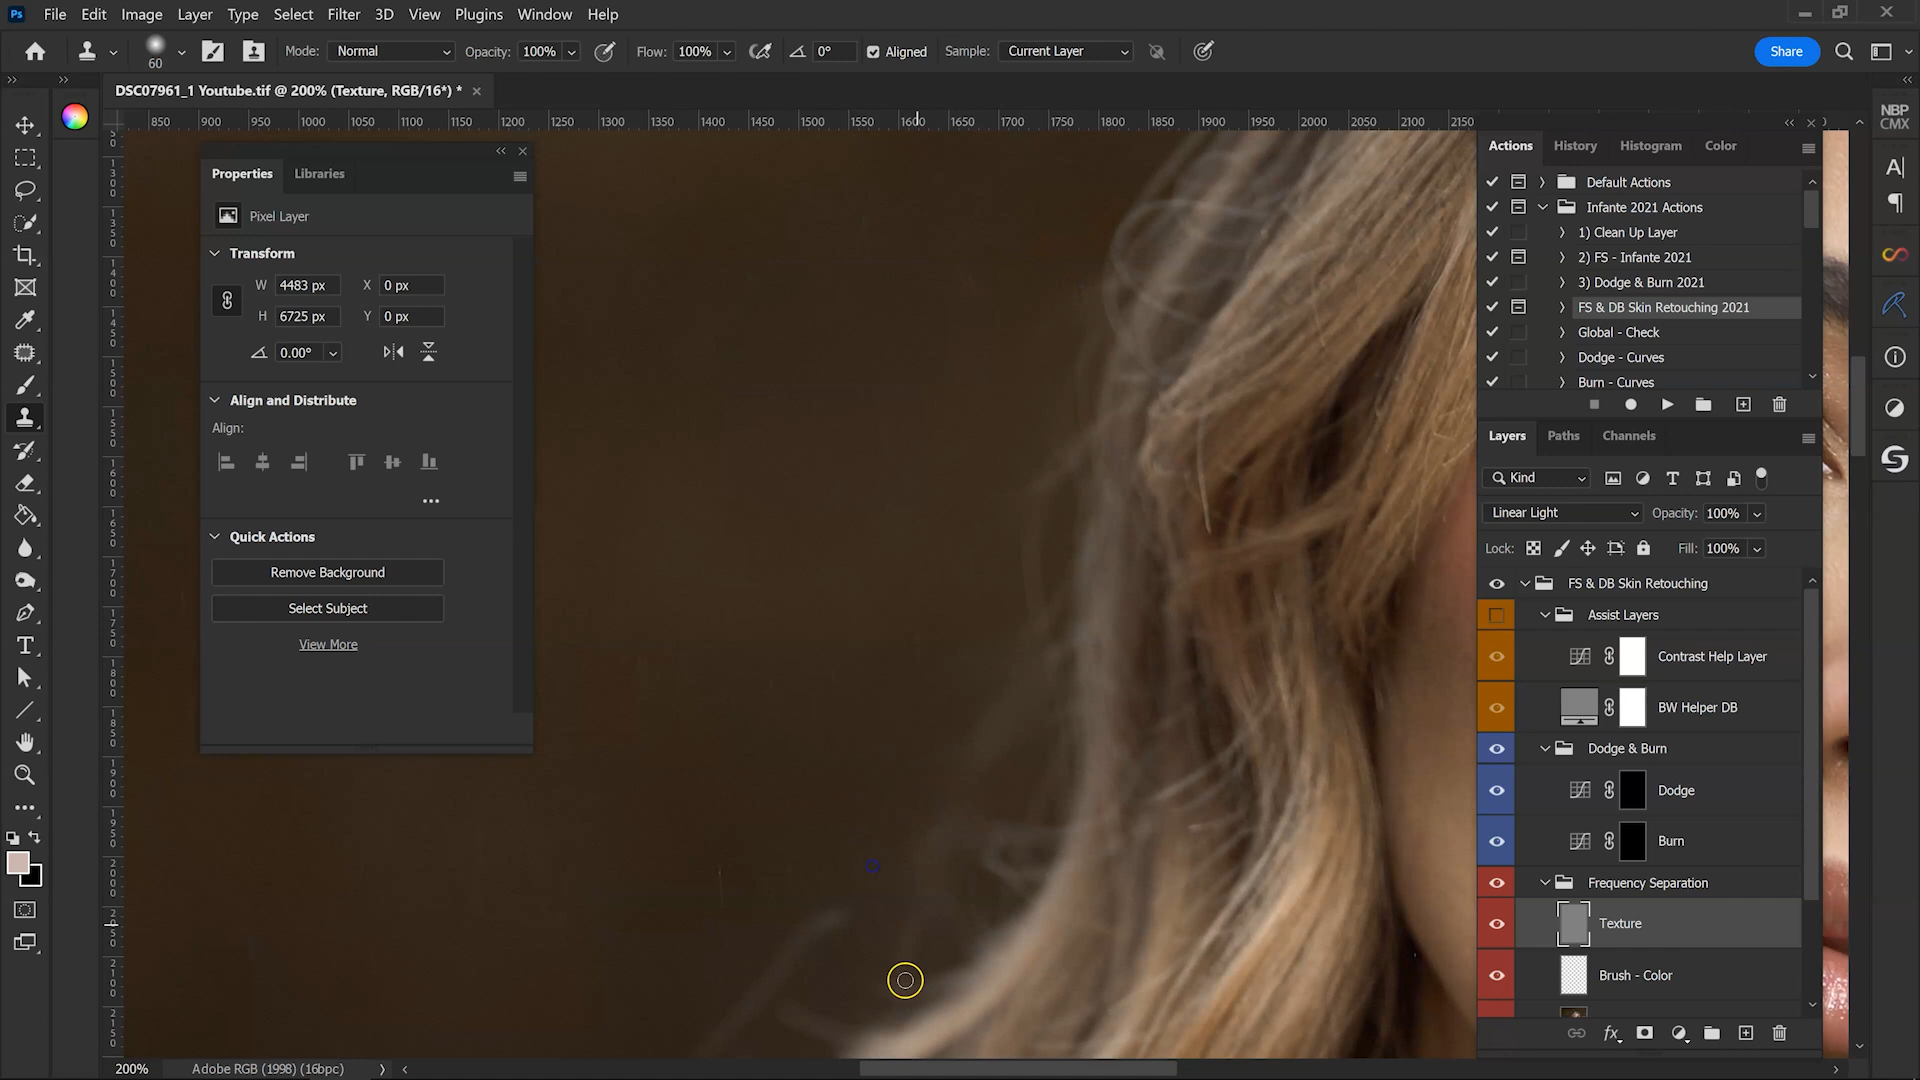 Ps File Edit Image Layer Type Select Filter 3D View Plugins Window Help
60 Mode: Normal Opacity: 100% Flow: 100% 0° Aligned Sample: Current Layer Share
DSC07961_1 Youtube.tif @ 200% (Texture, RGB/16*) *
850 900 950 1000 1050 1100 1150 1200 1250 1300 1350 1400 1450 1500 1550 1600 1650 1700 1750 1800 1850 1900 1950 2000 2050 2100 2150
Properties Libraries
Pixel Layer
Transform
W 4483 px X 0 px
H 6725 px Y 0 px
0.00°
Align and Distribute
Align:
Quick Actions
Remove Background
Select Subject
View More
Actions History Histogram Color
Default Actions
Infante 2021 Actions
1) Clean Up Layer
2) FS - Infante 2021
3) Dodge & Burn 2021
FS & DB Skin Retouching 2021
Global - Check
Dodge - Curves
Burn - Curves
Layers Paths Channels
Kind
Linear Light Opacity: 100%
Lock: Fill: 100%
FS & DB Skin Retouching
Assist Layers
Contrast Help Layer
BW Helper DB
Dodge & Burn
Dodge
Burn
Frequency Separation
Texture
Brush - Color
NBP
CMX
200% Adobe RGB (1998) (16bpc)